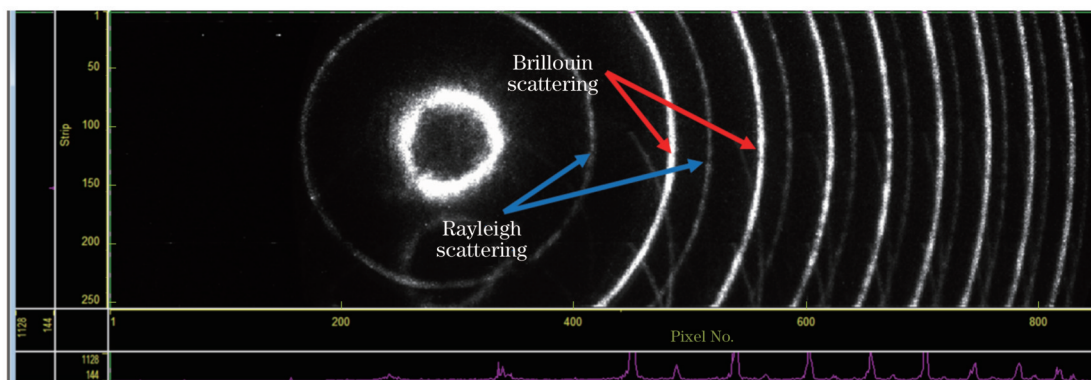 1
50
100
150
200
250
Strip
Brillouin
scattering
Rayleigh
scattering
1128
144
1
200
400
600
800
Pixel No.
1128
144